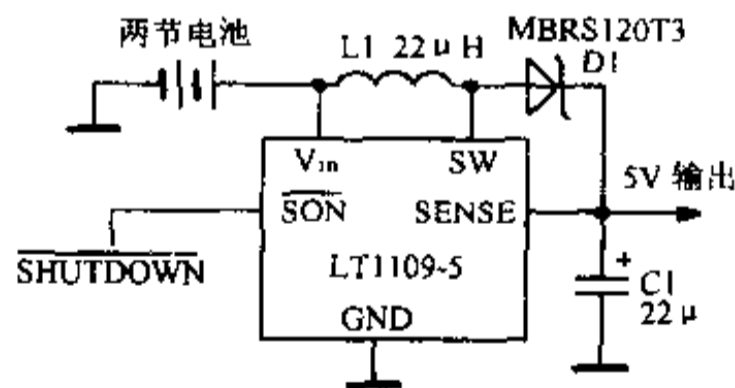 两节电池
L1 22μH
MBRS120T3
D1
Vin
SW
SON
SENSE
5V 输出
SHUTDOWN
LT1109-5
GND
+
C1
22μ